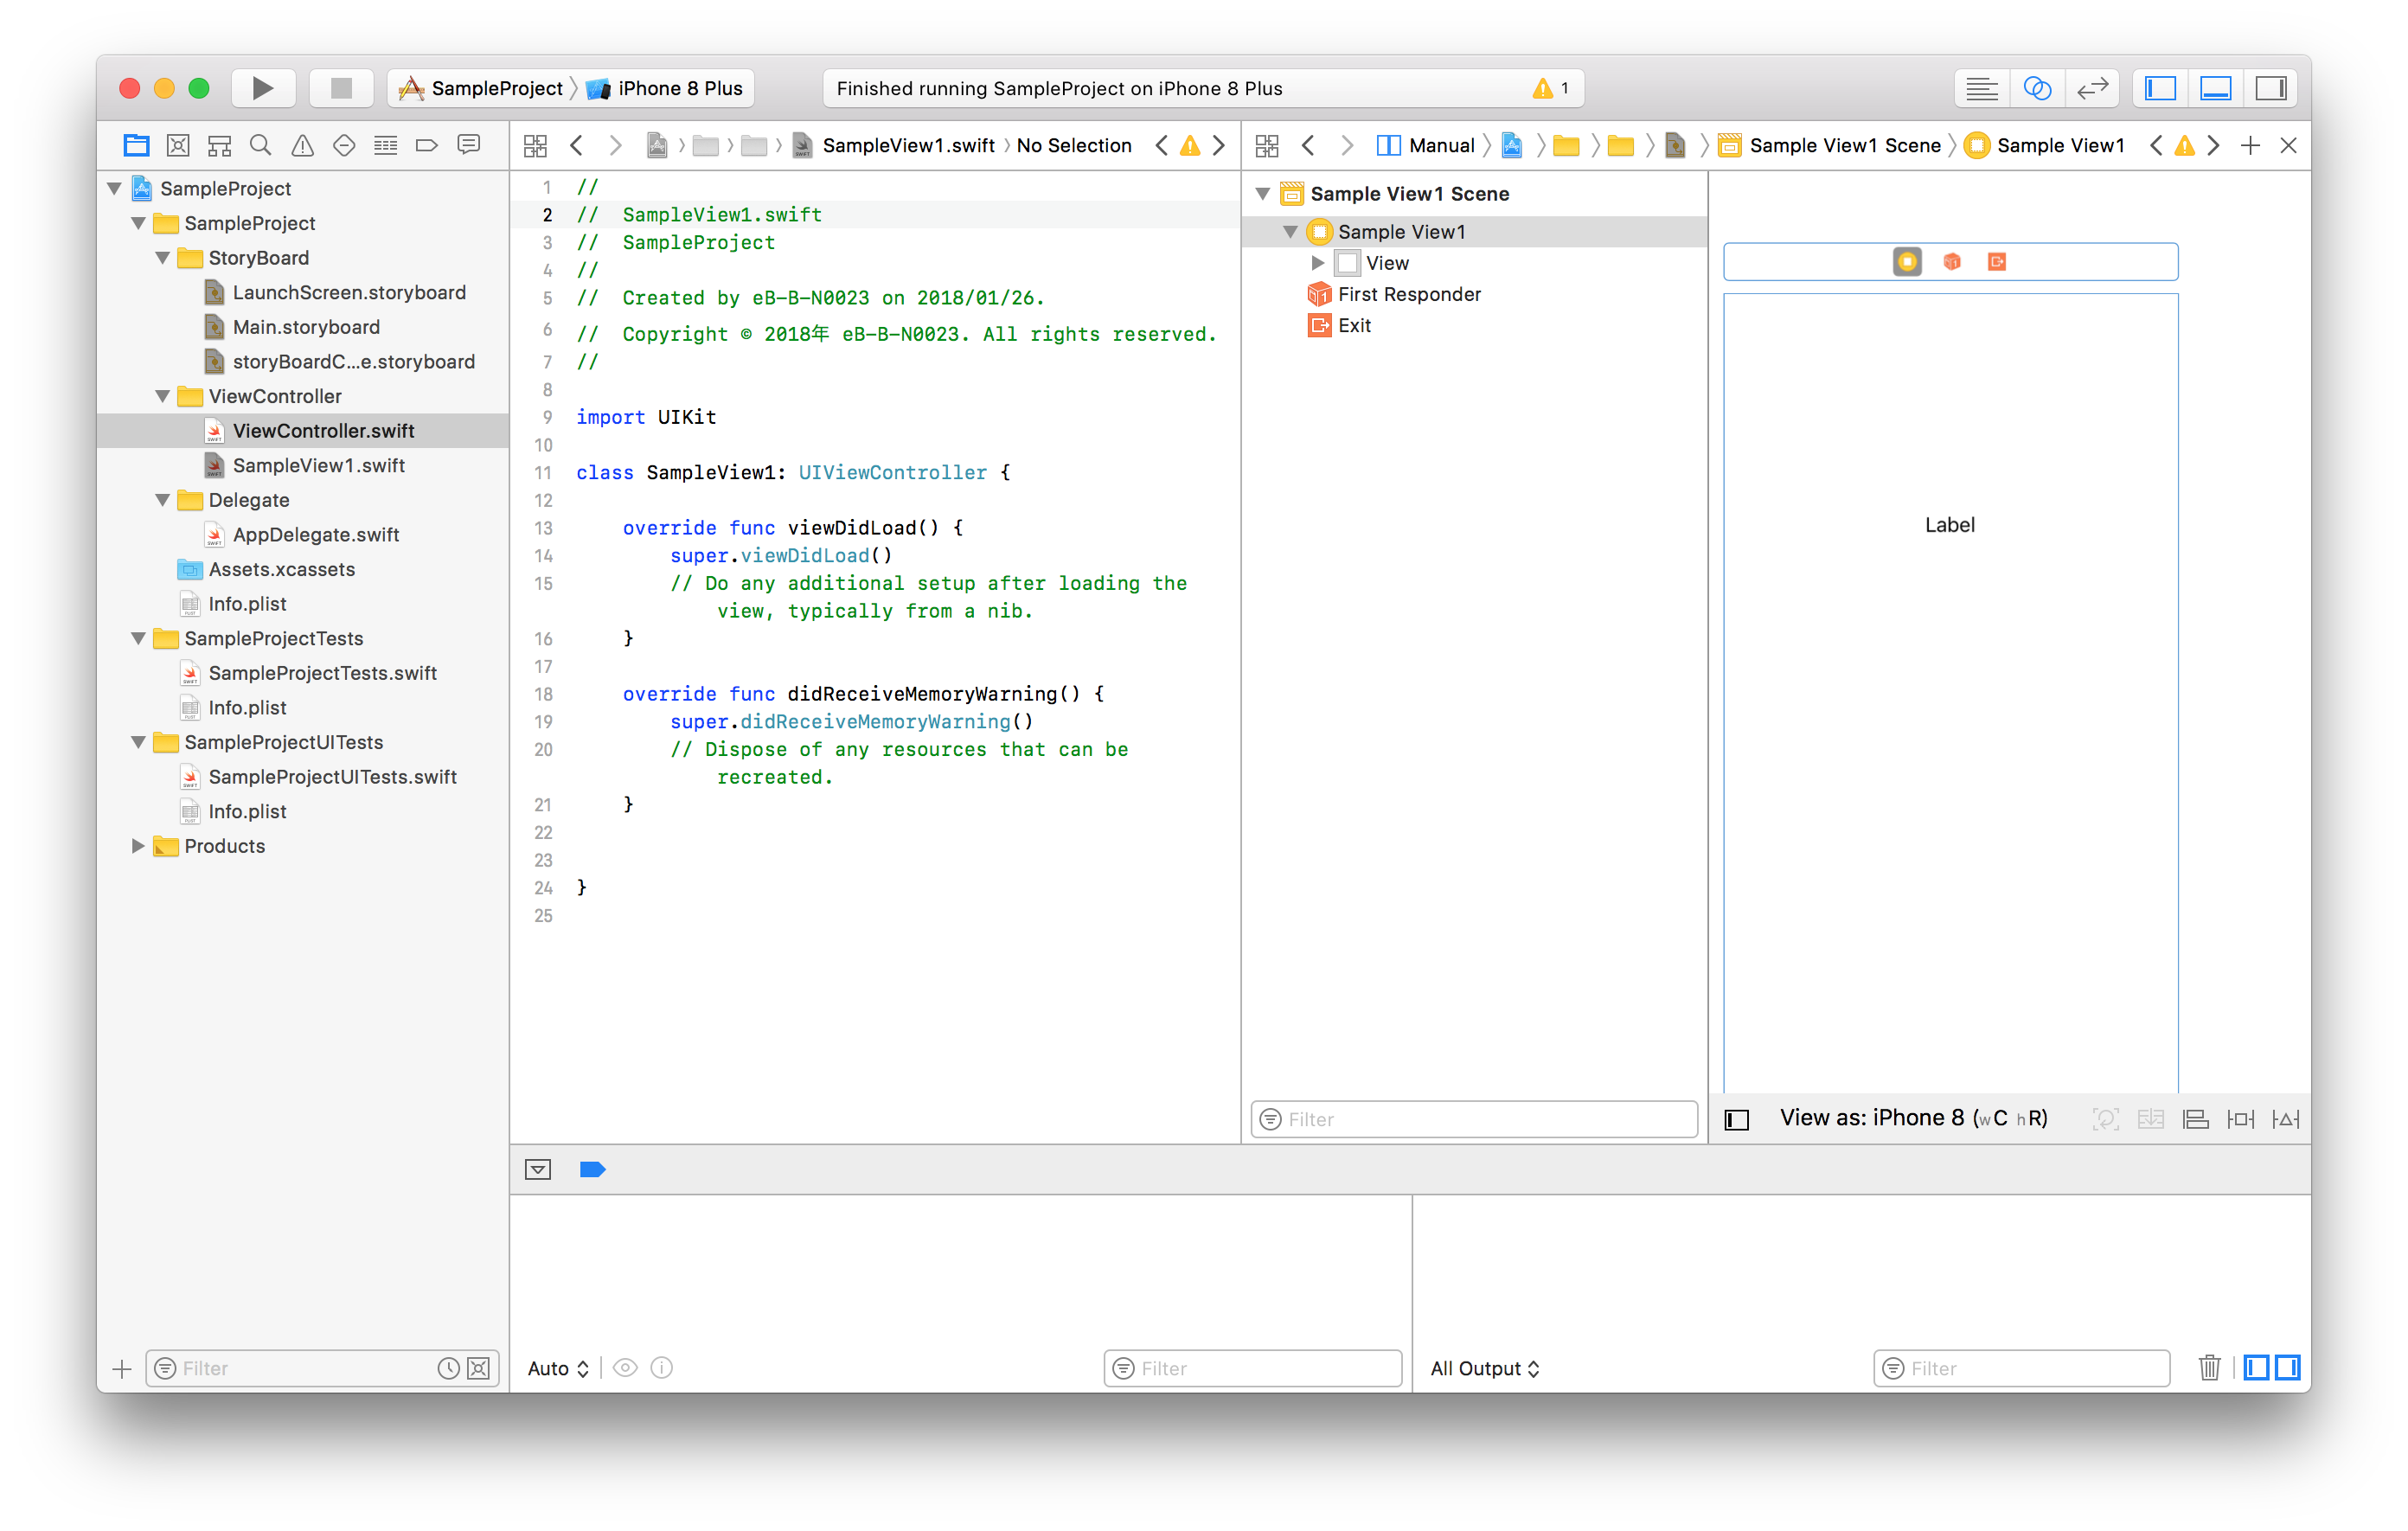 SampleProject iPhone 8 Plus
Finished running SampleProject on iPhone 8 Plus
1
SampleView1.swift No Selection
Manual Sample View1 Scene Sample View1
SampleProject
SampleProject
StoryBoard
LaunchScreen.storyboard
Main.storyboard
storyBoardC...e.storyboard
ViewController
ViewController.swift
SampleView1.swift
Delegate
AppDelegate.swift
Assets.xcassets
Info.plist
SampleProjectTests
SampleProjectTests.swift
Info.plist
SampleProjectUITests
SampleProjectUITests.swift
Info.plist
Products
Filter
1 //
2 //  SampleView1.swift
3 //  SampleProject
4 //
5 //  Created by eB-B-N0023 on 2018/01/26.
6 //  Copyright © 2018年 eB-B-N0023. All rights reserved.
7 //
8
9 import UIKit
10
11 class SampleView1: UIViewController {
12
13     override func viewDidLoad() {
14         super.viewDidLoad()
15         // Do any additional setup after loading the
view, typically from a nib.
16     }
17
18     override func didReceiveMemoryWarning() {
19         super.didReceiveMemoryWarning()
20         // Dispose of any resources that can be
recreated.
21     }
22
23
24 }
25
Sample View1 Scene
Sample View1
View
First Responder
Exit
Filter
Label
View as: iPhone 8 (wC hR)
Auto
Filter
All Output
Filter